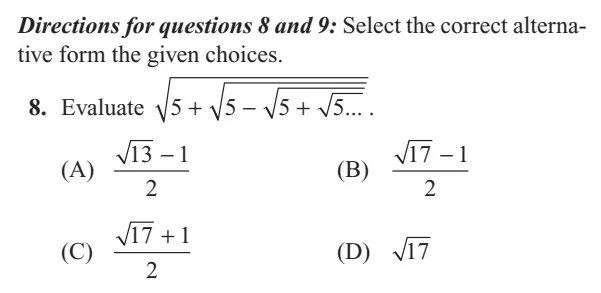 Directions for questions 8 and 9: Select the correct alterna-
tive form the given choices.
8. Evaluate √(5 + √(5 − √(5 + √(5...)))) .
(A) (√13 − 1)/2 (B) (√17 − 1)/2
(C) (√17 + 1)/2 (D) √17